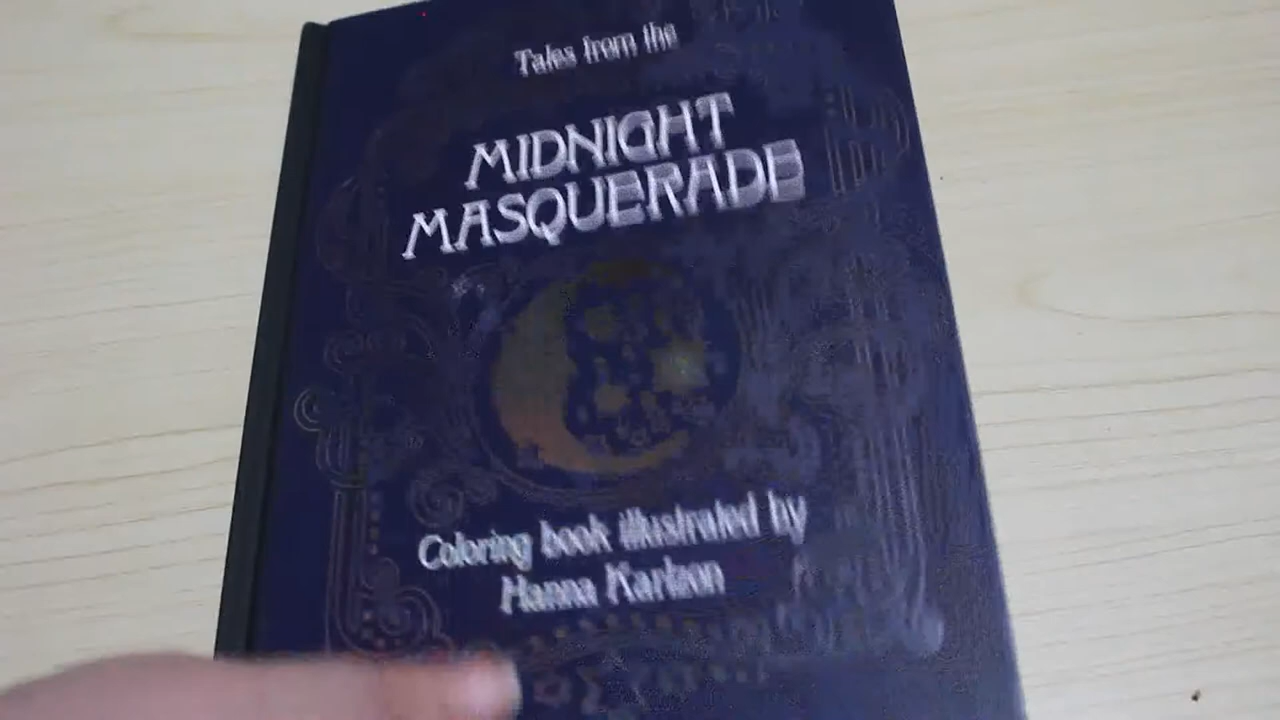 Tales from the
MIDNIGHT
MASQUERADE
Coloring book illustrated by
Hanna Karlzon